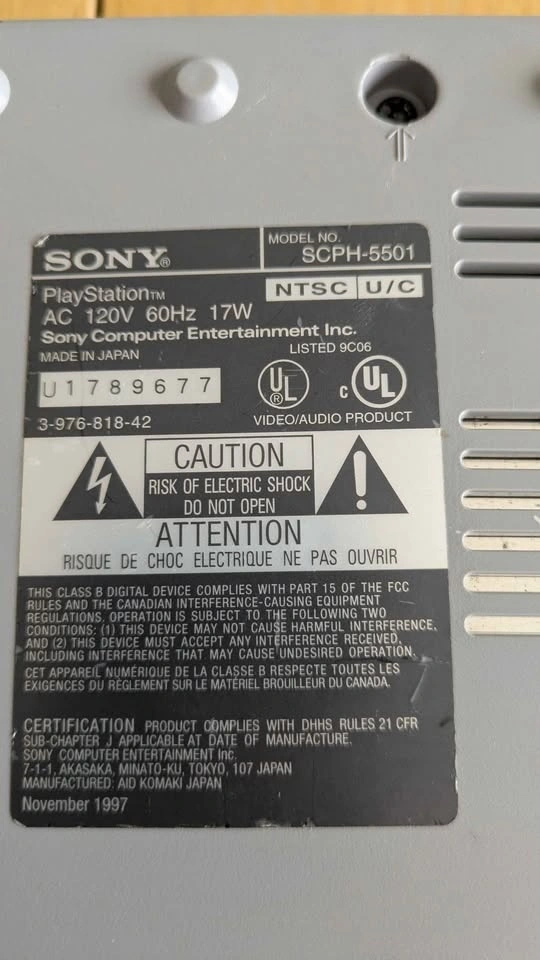 SONY®
MODEL NO.
SCPH-5501
PlayStation™
NTSC U/C
AC 120V 60Hz 17W
Sony Computer Entertainment Inc.
MADE IN JAPAN
LISTED 9C06
U1789677
UL®
c UL
3-976-818-42
VIDEO/AUDIO PRODUCT
CAUTION
RISK OF ELECTRIC SHOCK
DO NOT OPEN
ATTENTION
RISQUE DE CHOC ELECTRIQUE NE PAS OUVRIR
THIS CLASS B DIGITAL DEVICE COMPLIES WITH PART 15 OF THE FCC
RULES AND THE CANADIAN INTERFERENCE-CAUSING EQUIPMENT
REGULATIONS. OPERATION IS SUBJECT TO THE FOLLOWING TWO
CONDITIONS: (1) THIS DEVICE MAY NOT CAUSE HARMFUL INTERFERENCE,
AND (2) THIS DEVICE MUST ACCEPT ANY INTERFERENCE RECEIVED,
INCLUDING INTERFERENCE THAT MAY CAUSE UNDESIRED OPERATION.
CET APPAREIL NUMÉRIQUE DE LA CLASSE B RESPECTE TOUTES LES
EXIGENCES DU RÈGLEMENT SUR LE MATÉRIEL BROUILLEUR DU CANADA.
CERTIFICATION PRODUCT COMPLIES WITH DHHS RULES 21 CFR
SUB-CHAPTER J APPLICABLE AT DATE OF MANUFACTURE.
SONY COMPUTER ENTERTAINMENT Inc.
7-1-1, AKASAKA, MINATO-KU, TOKYO, 107 JAPAN
MANUFACTURED: AID KOMAKI JAPAN
November 1997